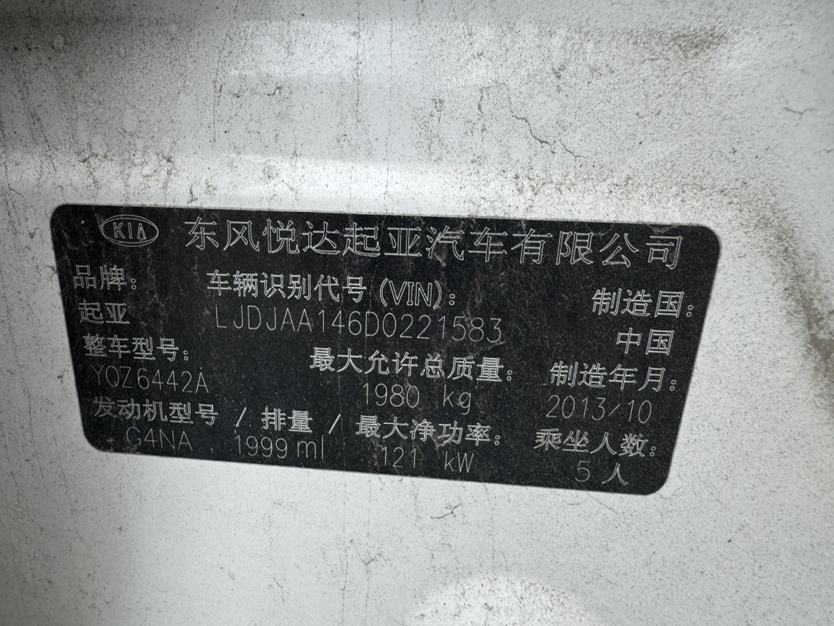 KIA 东风悦达起亚汽车有限公司
品牌: 车辆识别代号 (VIN): 制造国:
起亚 LJDJAA146D0221583 中国
整车型号: 最大允许总质量: 制造年月:
YQZ6442A 1980 kg 2013/10
发动机型号 / 排量 / 最大净功率: 乘坐人数:
G4NA 1999 ml 121 kW 5 人